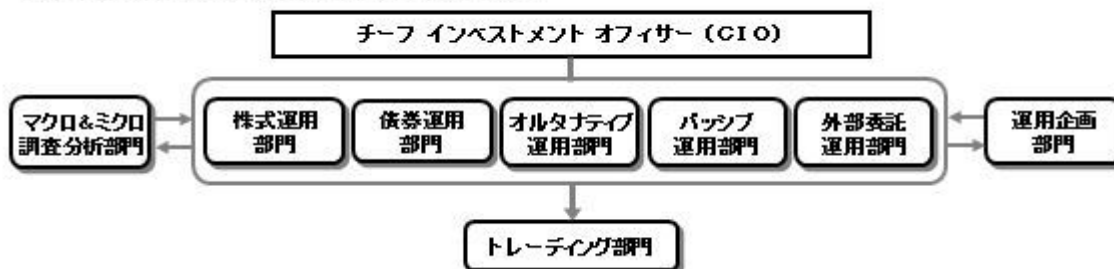 チーフ インベストメント オフィサー (CIO)
マクロ&ミクロ
調査分析部門
株式運用
部門
債券運用
部門
オルタナティブ
運用部門
パッシブ
運用部門
外部委託
運用部門
運用企画
部門
トレーディング部門